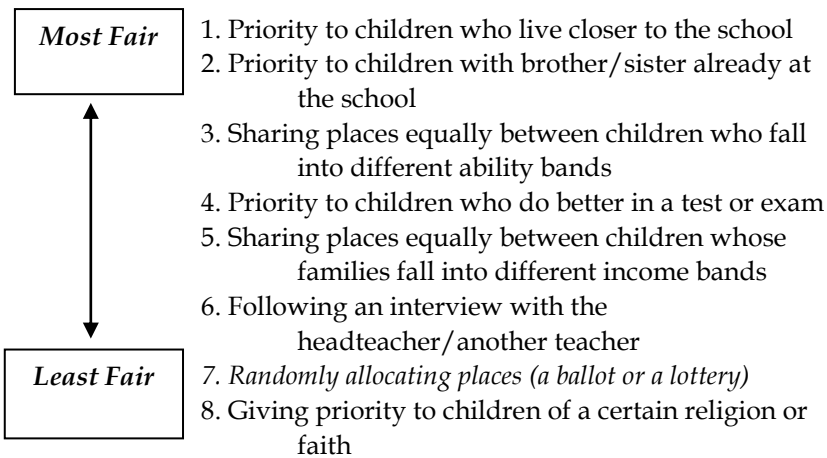 Most Fair
1. Priority to children who live closer to the school
2. Priority to children with brother/sister already at
the school
3. Sharing places equally between children who fall
into different ability bands
4. Priority to children who do better in a test or exam
5. Sharing places equally between children whose
families fall into different income bands
6. Following an interview with the
headteacher/another teacher
Least Fair
7. Randomly allocating places (a ballot or a lottery)
8. Giving priority to children of a certain religion or
faith